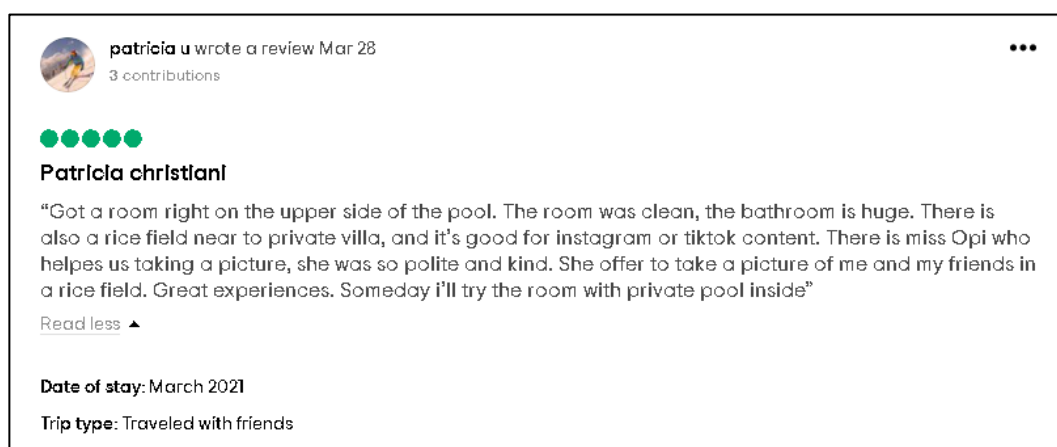 patricia u wrote a review Mar 28
3 contributions
Patricia christiani
“Got a room right on the upper side of the pool. The room was clean, the bathroom is huge. There is
also a rice field near to private villa, and it's good for instagram or tiktok content. There is miss Opi who
helpes us taking a picture, she was so polite and kind. She offer to take a picture of me and my friends in
a rice field. Great experiences. Someday i'll try the room with private pool inside”
Read less
Date of stay: March 2021
Trip type: Traveled with friends